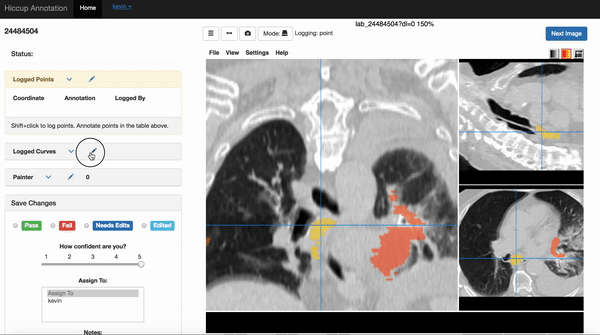 Hiccup Annotation Home kevin
24484504
Status:
Logged Points
Coordinate Annotation Logged By
Shift+click to log points. Annotate points in the table above.
Logged Curves
Painter 0
Save Changes
Pass Fail Needs Edits Edited
How confident are you?
1 2 3 4 5
Assign To:
Assign To
kevin
Notes:
lab_24484504?dl=0 150%
Mode: Logging: point
Next Image
File View Settings Help